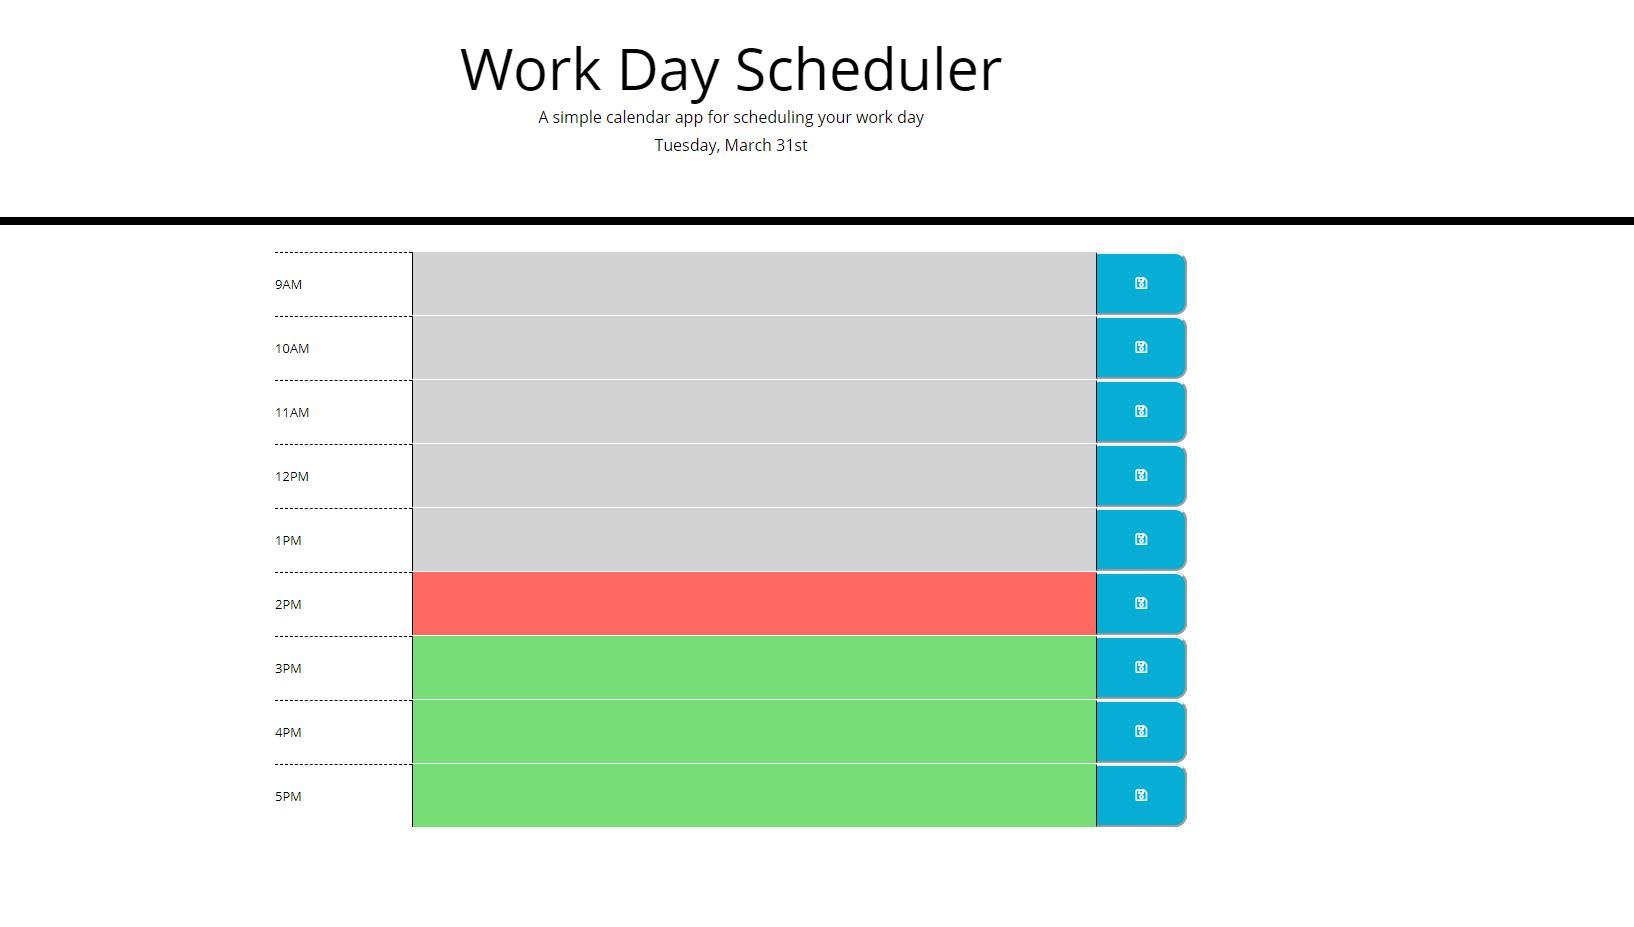 Work Day Scheduler
A simple calendar app for scheduling your work day
Tuesday, March 31st
9AM
10AM
11AM
12PM
1PM
2PM
3PM
4PM
5PM